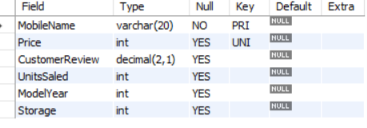 Field Type Null Key Default Extra
MobileName varchar(20) NO PRI NULL
Price int YES UNI NULL
CustomerReview decimal(2,1) YES NULL
UnitsSaled int YES NULL
ModelYear int YES NULL
Storage int YES NULL